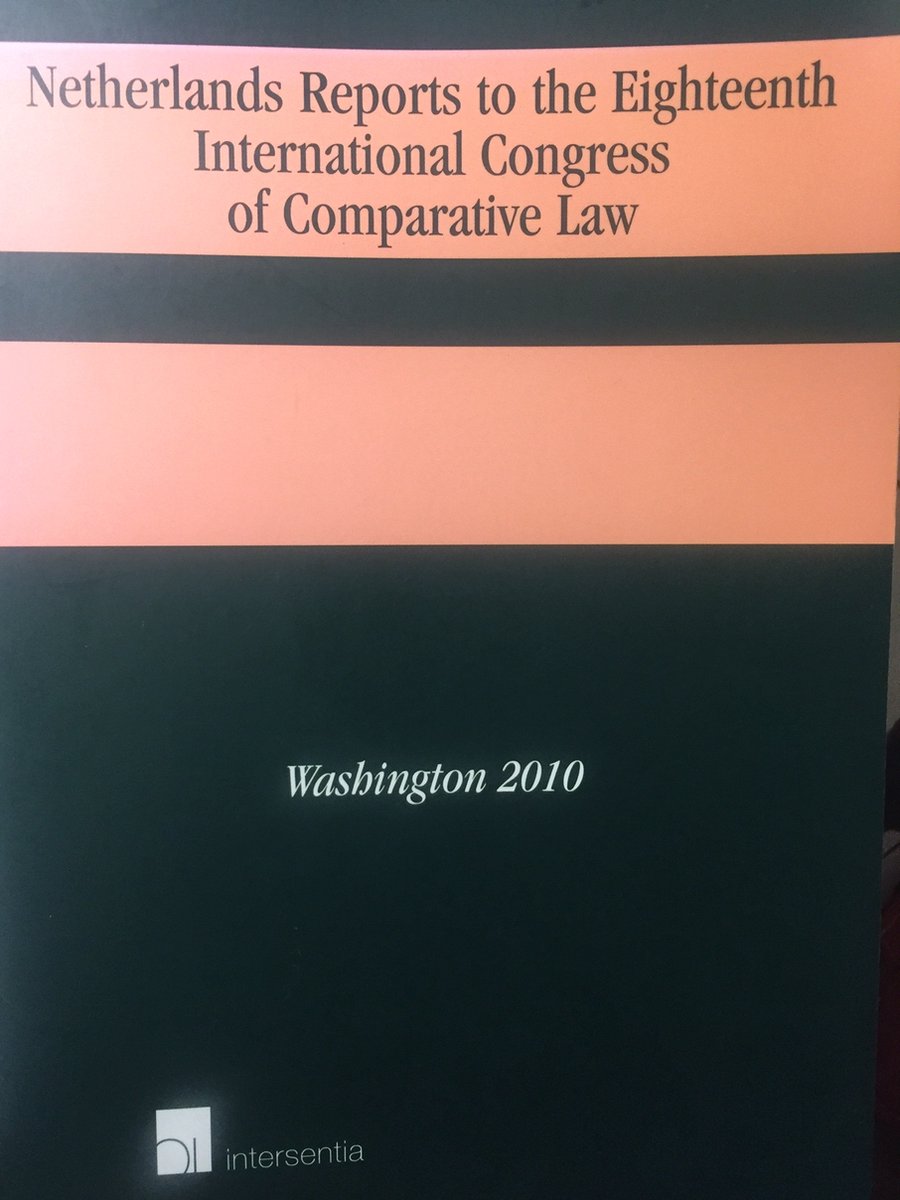 Netherlands Reports to the Eighteenth
International Congress
of Comparative Law
Washington 2010
intersentia